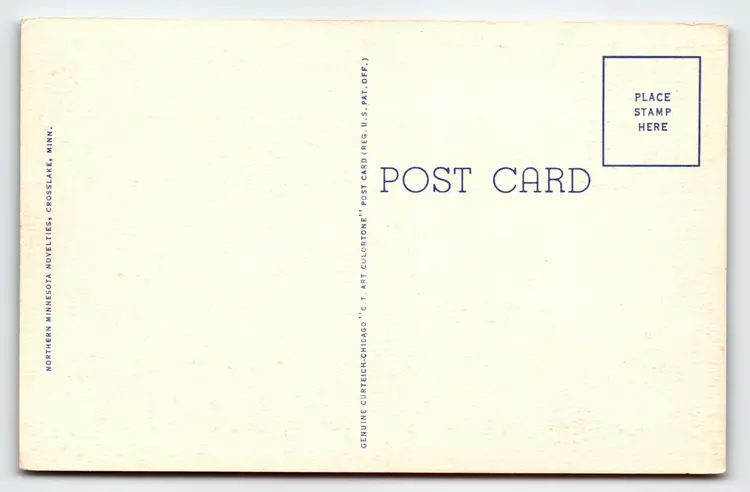 NORTHERN MINNESOTA NOVELTIES, CROSSLAKE, MINN.
GENUINE CURTEICH-CHICAGO "C.T. ART COLORTONE" POST CARD (REG. U.S. PAT. OFF.)
POST CARD
PLACE
STAMP
HERE